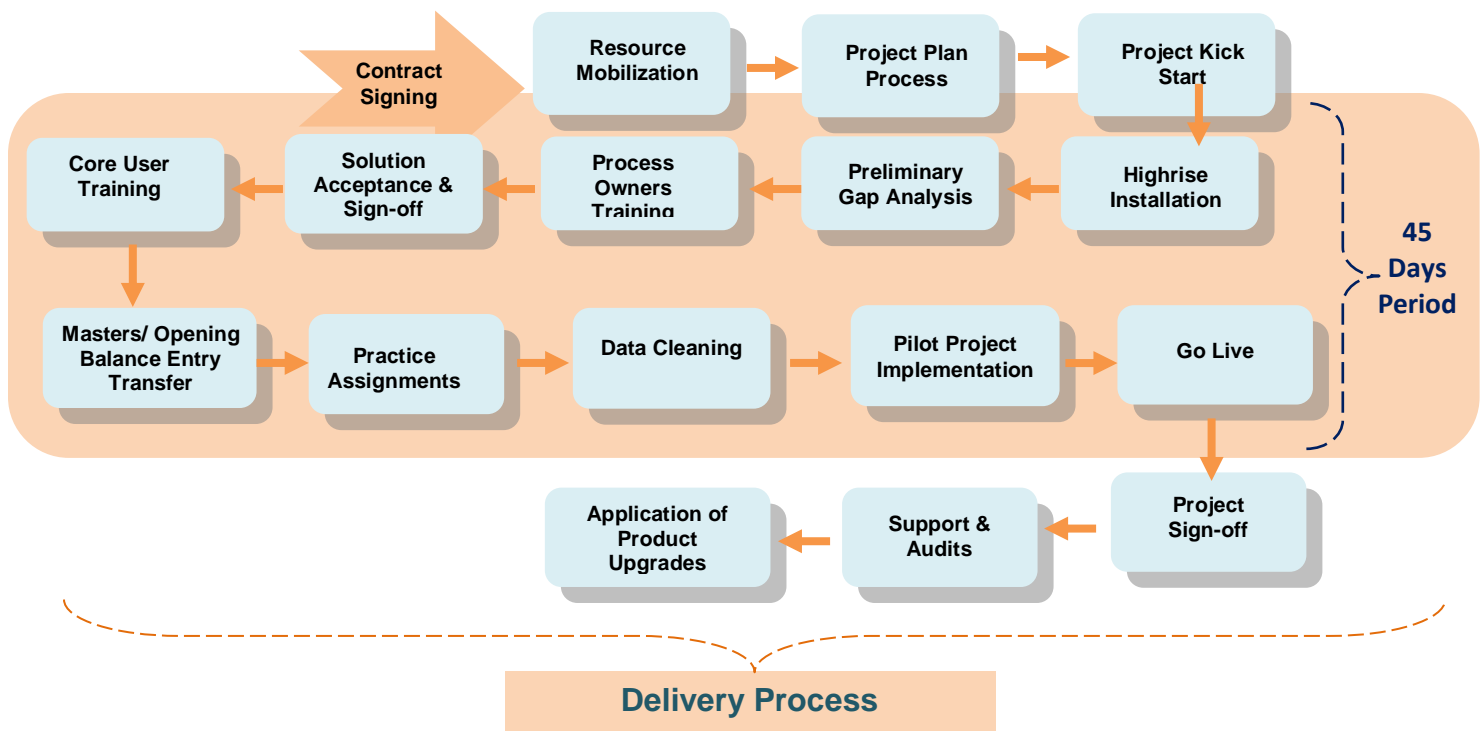 Contract
Signing
Resource
Mobilization
Project Plan
Process
Project Kick
Start
Highrise
Installation
Preliminary
Gap Analysis
Process
Owners
Training
Solution
Acceptance &
Sign-off
Core User
Training
45
Days
Period
Masters/ Opening
Balance Entry
Transfer
Practice
Assignments
Data Cleaning
Pilot Project
Implementation
Go Live
Project
Sign-off
Support &
Audits
Application of
Product
Upgrades
Delivery Process